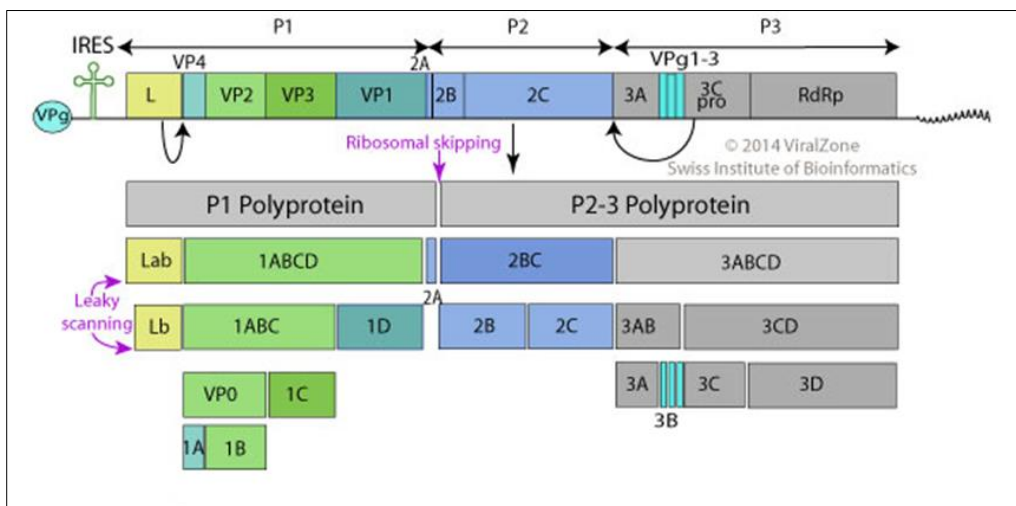 P1 P2 P3
IRES
VP4 2A VPg1-3
VPg L VP2 VP3 VP1 2B 2C 3A 3C pro RdRp
Ribosomal skipping
© 2014 ViralZone
Swiss Institute of Bioinformatics
P1 Polyprotein P2-3 Polyprotein
Lab 1ABCD 2BC 3ABCD
Leaky scanning
2A
Lb 1ABC 1D 2B 2C 3AB 3CD
VP0 1C 3A 3C 3D
3B
1A 1B